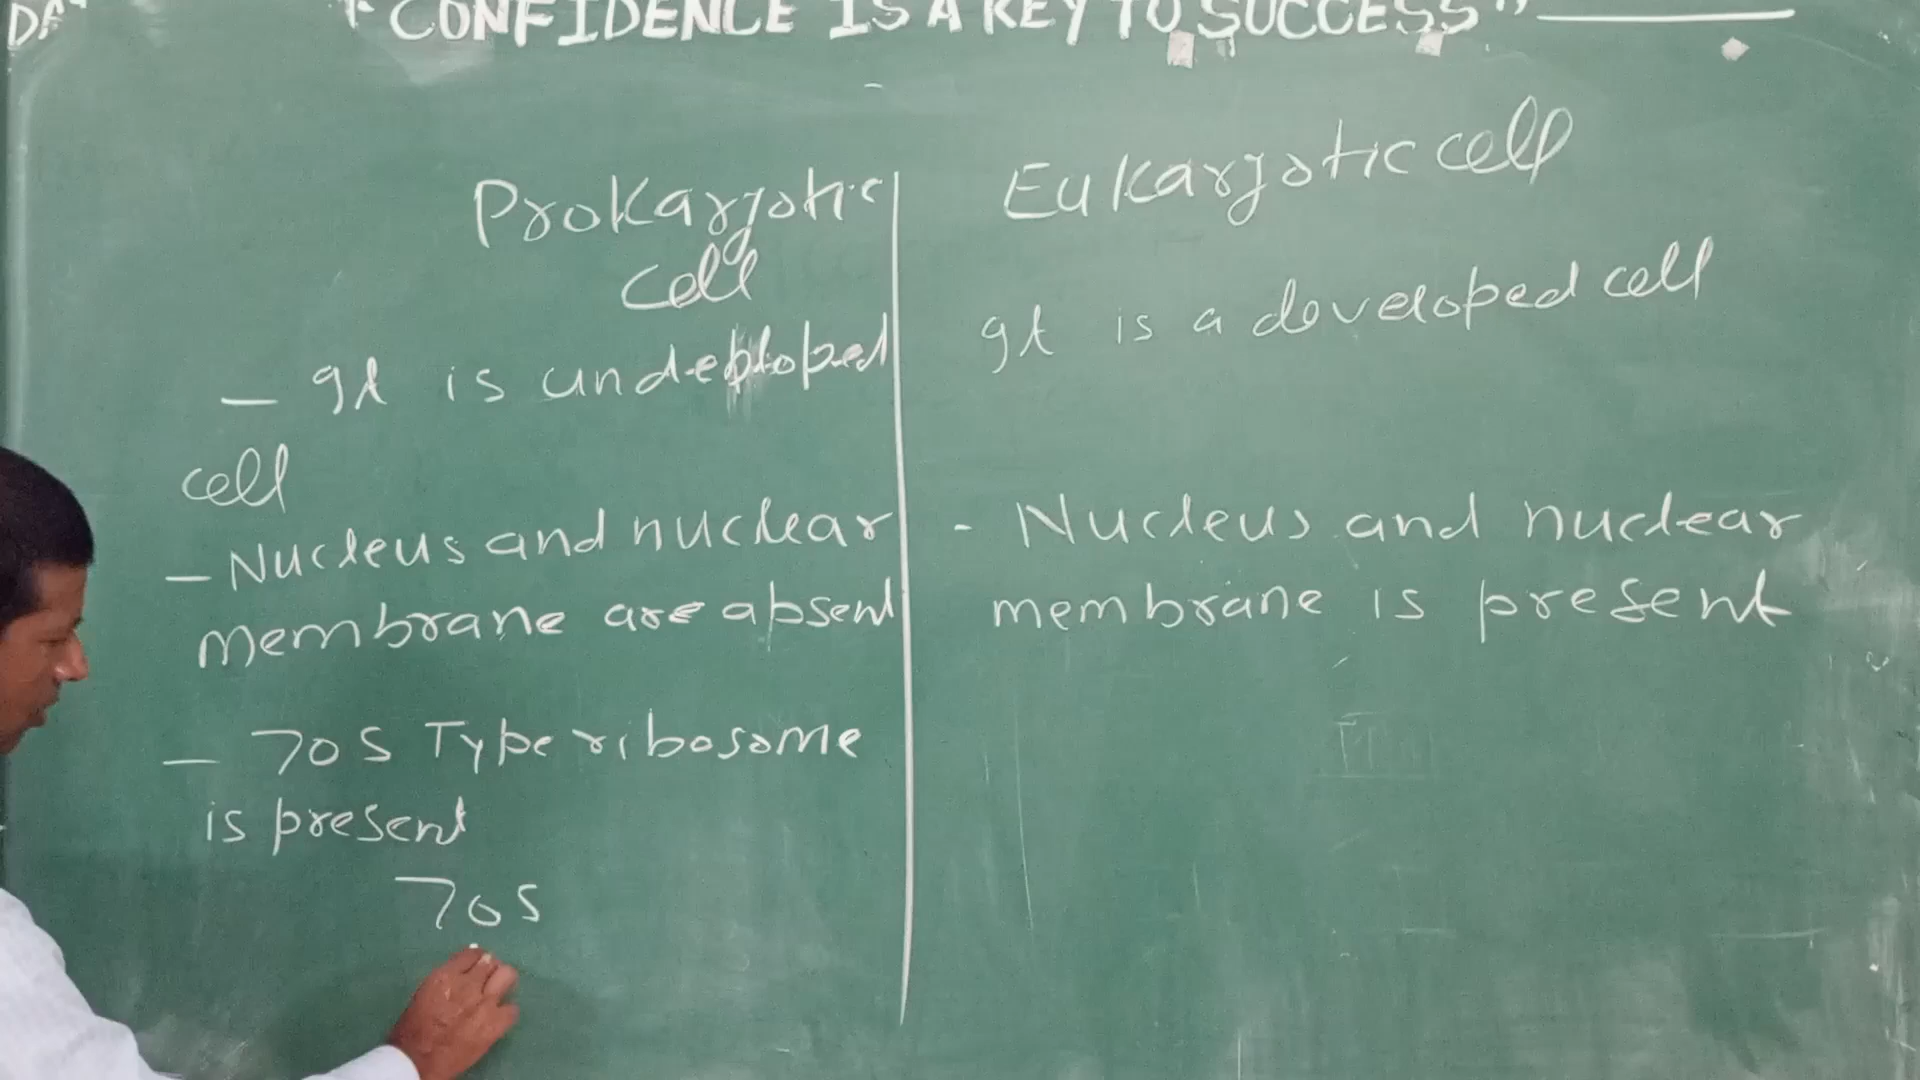 "CONFIDENCE IS A KEY TO SUCCESS"
Prokaryotic
cell
– It is undeploped
cell
– Nucleus and nuclear
membrane are absent
– 70S Type ribosome
is present
70S
Eukaryotic cell
It is a developed cell
- Nucleus and nuclear
membrane is present